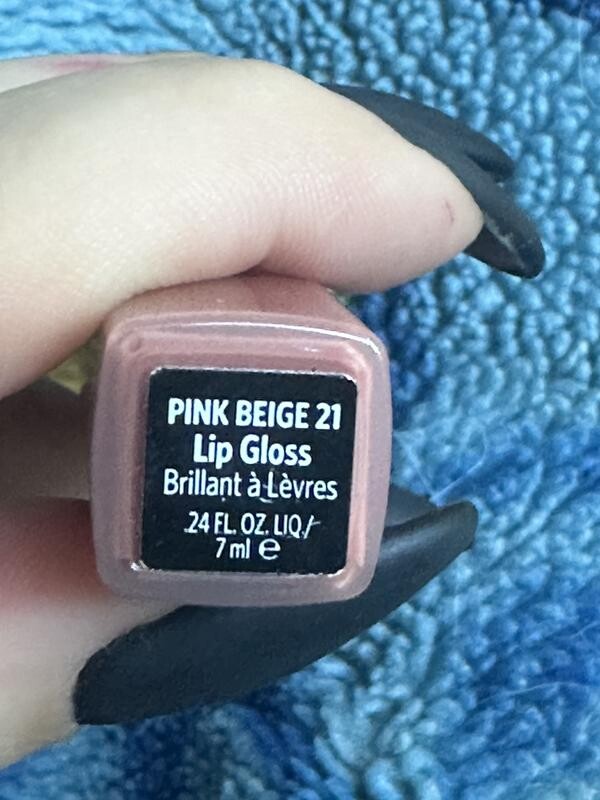 PINK BEIGE 21
Lip Gloss
Brillant à Lèvres
.24 FL. OZ. LIQ./
7 ml e